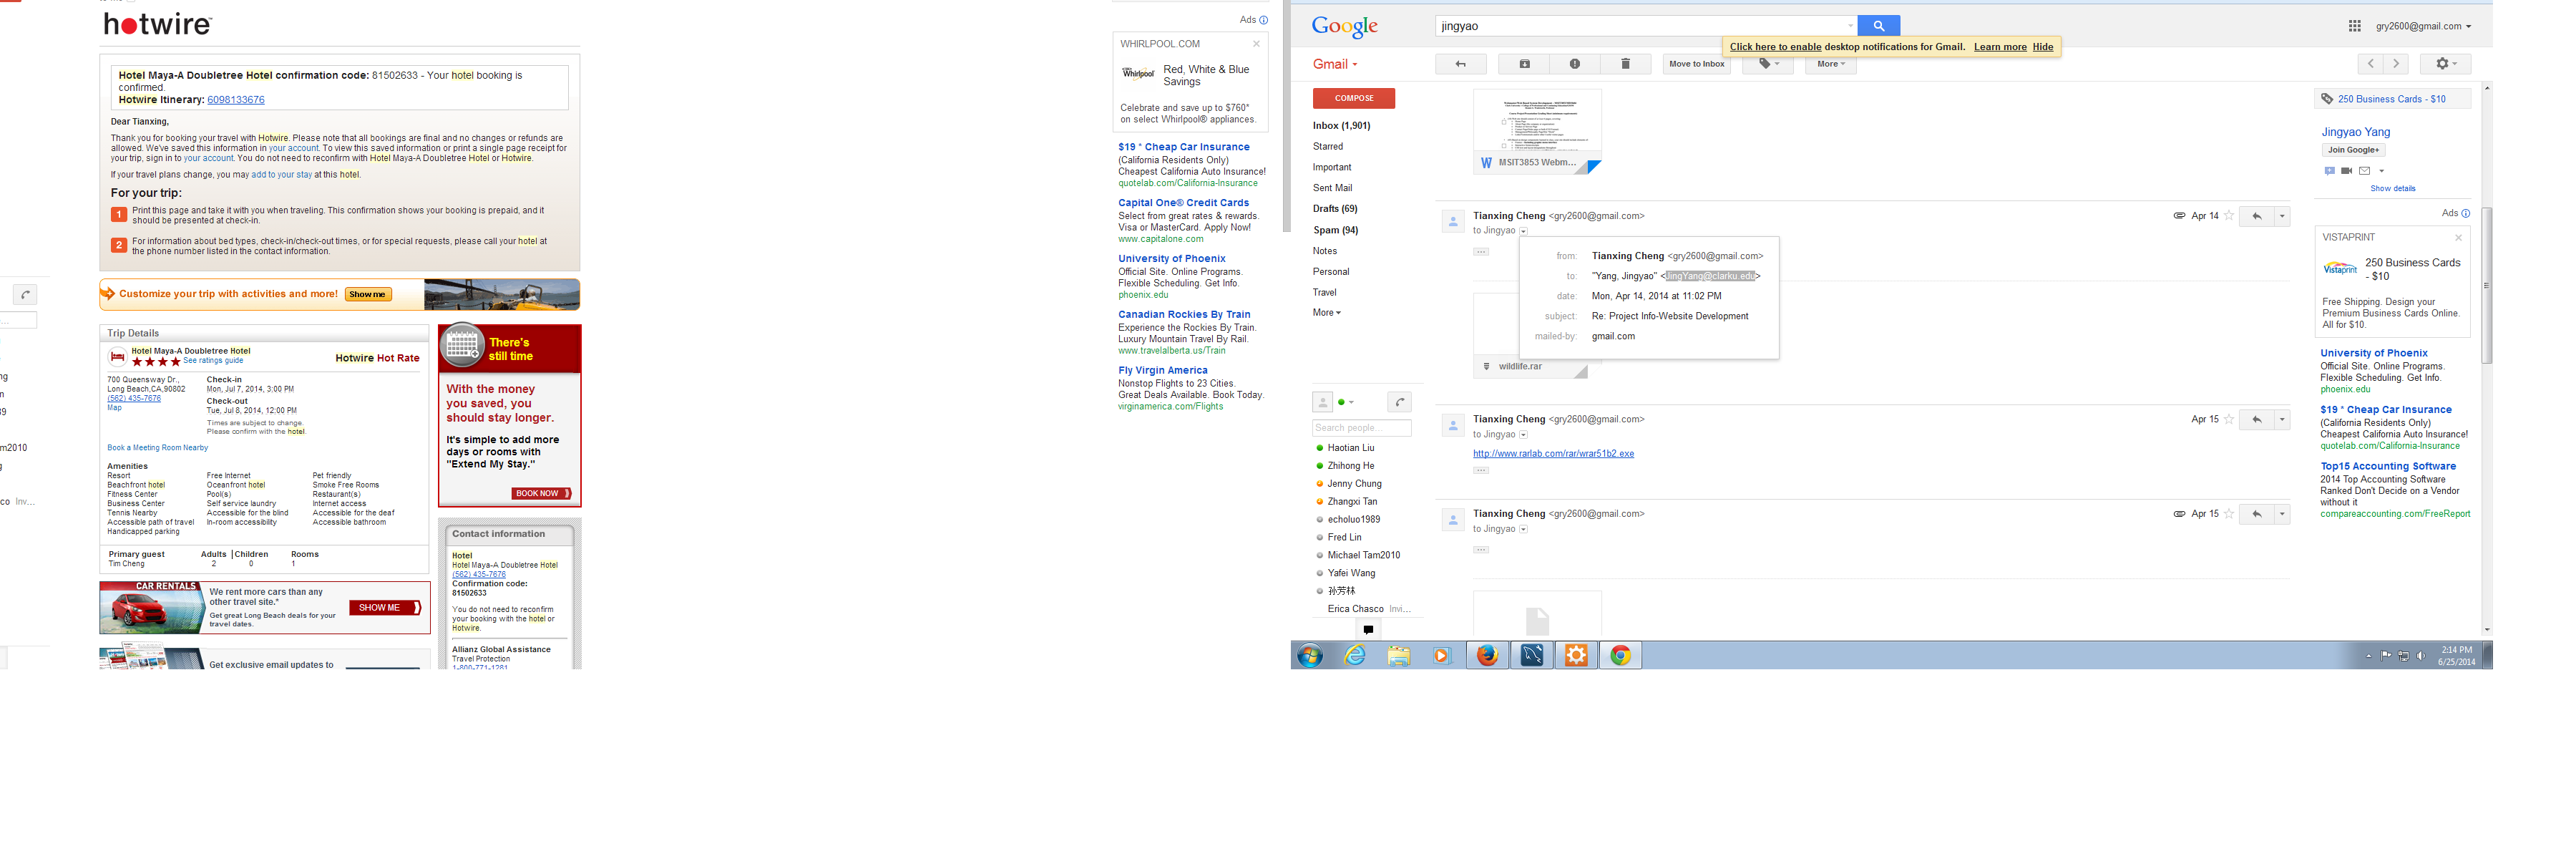 hotwire™
Hotel Maya-A Doubletree Hotel confirmation code: 81502633 - Your hotel booking is
confirmed.
Hotwire Itinerary: 6098133676
Dear Tianxing,
Thank you for booking your travel with Hotwire. Please note that all bookings are final and no changes or refunds are
allowed. We've saved this information in your account. To view this saved information or print a single page receipt for
your trip, sign in to your account. You do not need to reconfirm with Hotel Maya-A Doubletree Hotel or Hotwire.
If your travel plans change, you may add to your stay at this hotel.
For your trip:
1 Print this page and take it with you when traveling. This confirmation shows your booking is prepaid, and it
should be presented at check-in.
2 For information about bed types, check-in/check-out times, or for special requests, please call your hotel at
the phone number listed in the contact information.
Customize your trip with activities and more! Show me
Trip Details
Hotel Maya-A Doubletree Hotel
See ratings guide
Hotwire Hot Rate
700 Queensway Dr.,
Long Beach,CA,90802
(562) 435-7676
Map
Check-in
Mon, Jul 7, 2014, 3:00 PM
Check-out
Tue, Jul 8, 2014, 12:00 PM
Times are subject to change.
Please confirm with the hotel.
Book a Meeting Room Nearby
Amenities
Resort Free Internet Pet friendly
Beachfront hotel Oceanfront hotel Smoke Free Rooms
Fitness Center Pool(s) Restaurant(s)
Business Center Self service laundry Internet access
Tennis Nearby Accessible for the blind Accessible for the deaf
Accessible path of travel In-room accessibility Accessible bathroom
Handicapped parking
Primary guest Adults Children Rooms
Tim Cheng 2 0 1
CAR RENTALS
We rent more cars than any
other travel site.*
Get great Long Beach deals for your
travel dates.
SHOW ME
Get exclusive email updates to
There's
still time
With the money
you saved, you
should stay longer.
It's simple to add more
days or rooms with
"Extend My Stay."
BOOK NOW
Contact information
Hotel
Hotel Maya-A Doubletree Hotel
(562) 435-7676
Confirmation code:
81502633
You do not need to reconfirm
your booking with the hotel or
Hotwire.
Allianz Global Assistance
Travel Protection
1-800-771-1281
ng
n
89
m2010
g
co Inv...
Ads
WHIRLPOOL.COM
Whirlpool
Red, White & Blue
Savings
Celebrate and save up to $760*
on select Whirlpool® appliances.
$19 * Cheap Car Insurance
(California Residents Only)
Cheapest California Auto Insurance!
quotelab.com/California-Insurance
Capital One® Credit Cards
Select from great rates & rewards.
Visa or MasterCard. Apply Now!
www.capitalone.com
University of Phoenix
Official Site. Online Programs.
Flexible Scheduling. Get Info.
phoenix.edu
Canadian Rockies By Train
Experience the Rockies By Train.
Luxury Mountain Travel By Rail.
www.travelalberta.us/Train
Fly Virgin America
Nonstop Flights to 23 Cities.
Great Deals Available. Book Today.
virginamerica.com/Flights
Google
jingyao
gry2600@gmail.com
Click here to enable desktop notifications for Gmail. Learn more Hide
Gmail
Move to Inbox
More
COMPOSE
Inbox (1,901)
Starred
Important
Sent Mail
Drafts (69)
Spam (94)
Notes
Personal
Travel
More
Search people...
Haotian Liu
Zhihong He
Jenny Chung
Zhangxi Tan
echoluo1989
Fred Lin
Michael Tam2010
Yafei Wang
孙芳林
Erica Chasco Invi...
MSIT3853 Webm...
Tianxing Cheng <gry2600@gmail.com> Apr 14
to Jingyao
from: Tianxing Cheng <gry2600@gmail.com>
to: "Yang, Jingyao" <JingYang@clarku.edu>
date: Mon, Apr 14, 2014 at 11:02 PM
subject: Re: Project Info-Website Development
mailed-by: gmail.com
wildlife.rar
Tianxing Cheng <gry2600@gmail.com> Apr 15
to Jingyao
http://www.rarlab.com/rar/wrar51b2.exe
Tianxing Cheng <gry2600@gmail.com> Apr 15
to Jingyao
250 Business Cards - $10
Jingyao Yang
Join Google+
Show details
Ads
VISTAPRINT
Vistaprint
250 Business Cards
- $10
Free Shipping. Design your
Premium Business Cards Online.
All for $10.
University of Phoenix
Official Site. Online Programs.
Flexible Scheduling. Get Info.
phoenix.edu
$19 * Cheap Car Insurance
(California Residents Only)
Cheapest California Auto Insurance!
quotelab.com/California-Insurance
Top15 Accounting Software
2014 Top Accounting Software
Ranked Don't Decide on a Vendor
without it
compareaccounting.com/FreeReport
2:14 PM
6/25/2014